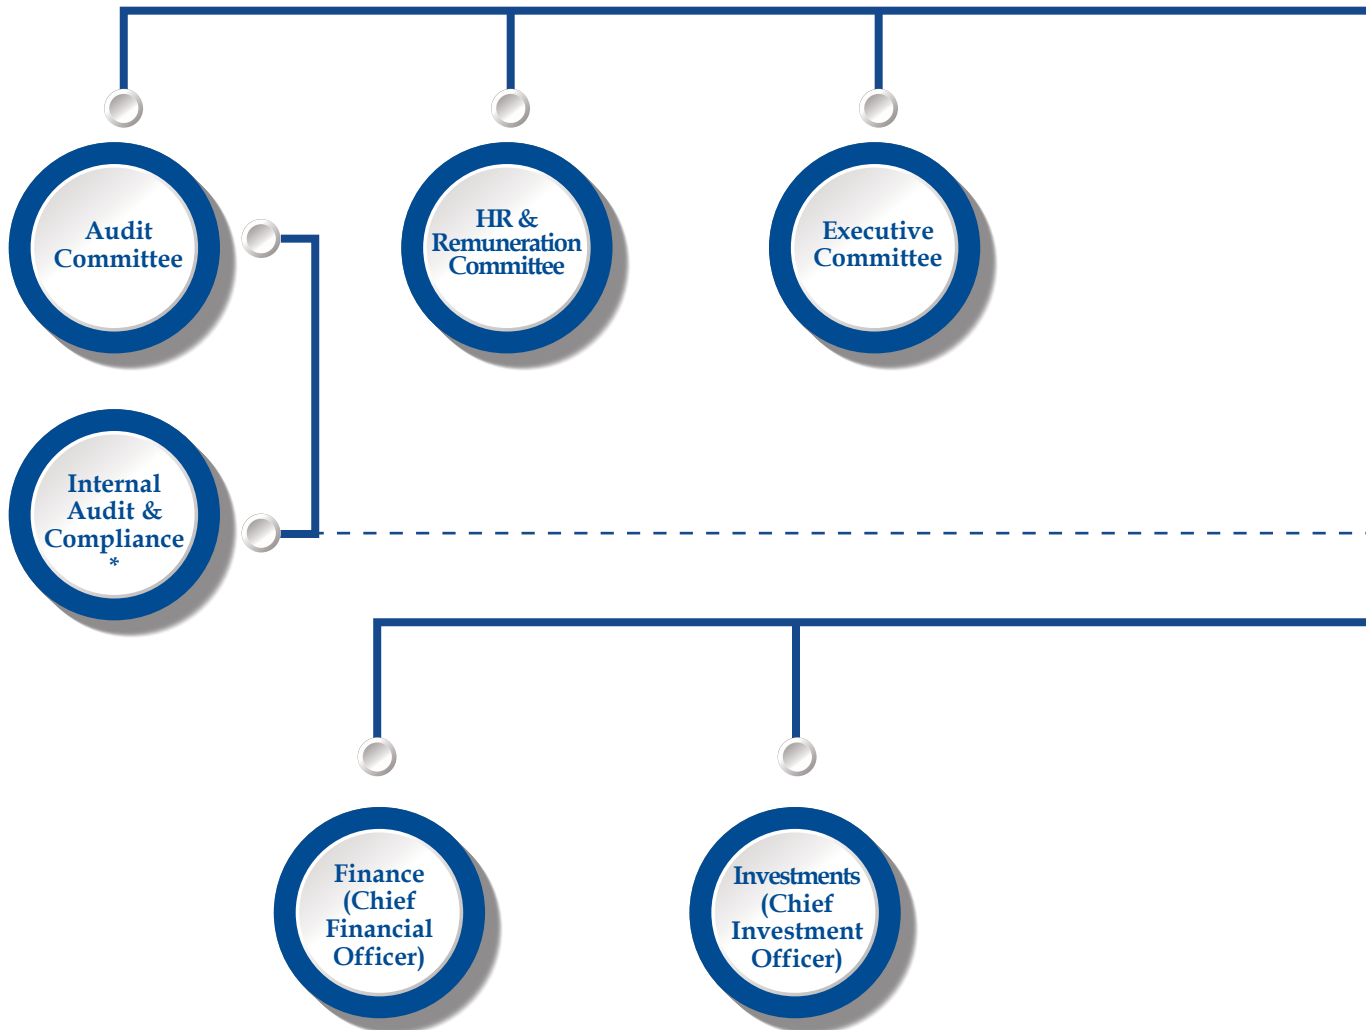 Audit
Committee
HR &
Remuneration
Committee
Executive
Committee
Internal
Audit &
Compliance
*
Finance
(Chief
Financial
Officer)
Investments
(Chief
Investment
Officer)